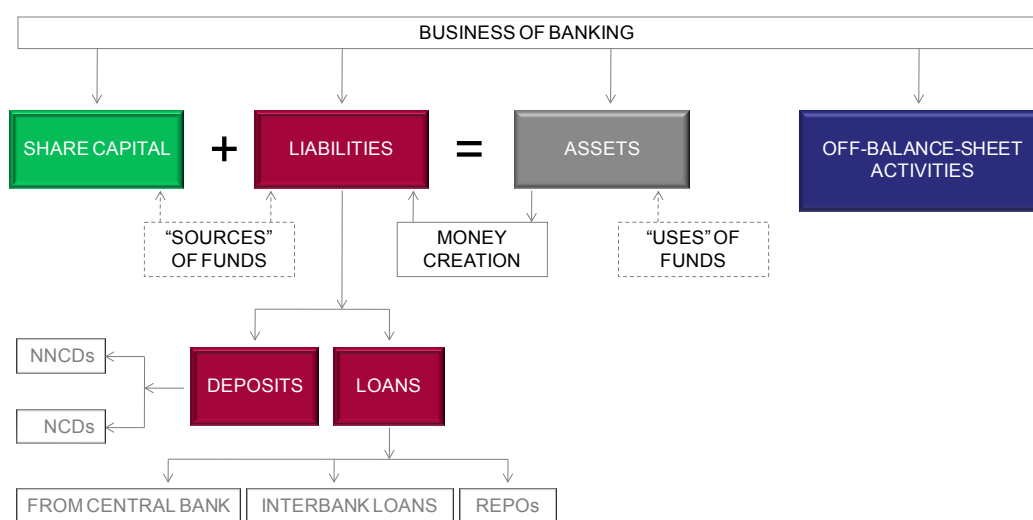 BUSINESS OF BANKING
SHARE CAPITAL
+
LIABILITIES
=
ASSETS
OFF-BALANCE-SHEET
ACTIVITIES
“SOURCES”
OF FUNDS
MONEY
CREATION
“USES” OF
FUNDS
NNCDs
NCDs
DEPOSITS
LOANS
FROM CENTRAL BANK
INTERBANK LOANS
REPOs